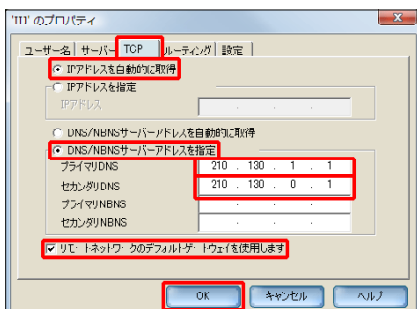 'IIJ' のプロパティ
ユーザー名 サーバー TCP ルーティング 設定
IPアドレスを自動的に取得
IPアドレスを指定
IPアドレス . . .
DNS/NBNSサーバーアドレスを自動的に取得
DNS/NBNSサーバーアドレスを指定
プライマリDNS 210 . 130 . 1 . 1
セカンダリDNS 210 . 130 . 0 . 1
プライマリNBNS . . .
セカンダリNBNS . . .
リモートネットワークのデフォルトゲートウェイを使用します
OK キャンセル ヘルプ